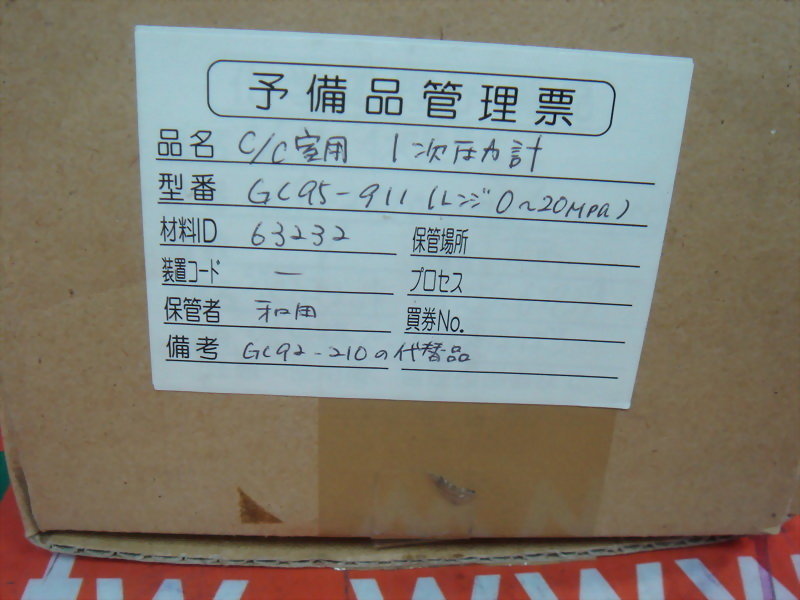 予備品管理票
品名 C/C室用 1次圧力計
型番 GC95-911 (レンジ0~20MPa)
材料ID 63232 保管場所
装置コード — プロセス
保管者 和田 買券No.
備考 GC92-210の代替品
tw www